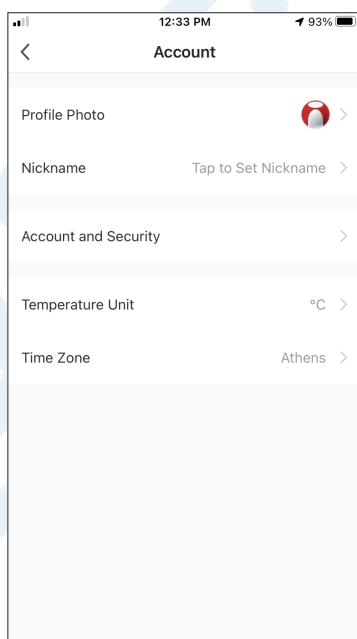 12:33 PM 93%
Account
Profile Photo
Nickname Tap to Set Nickname
Account and Security
Temperature Unit °C
Time Zone Athens